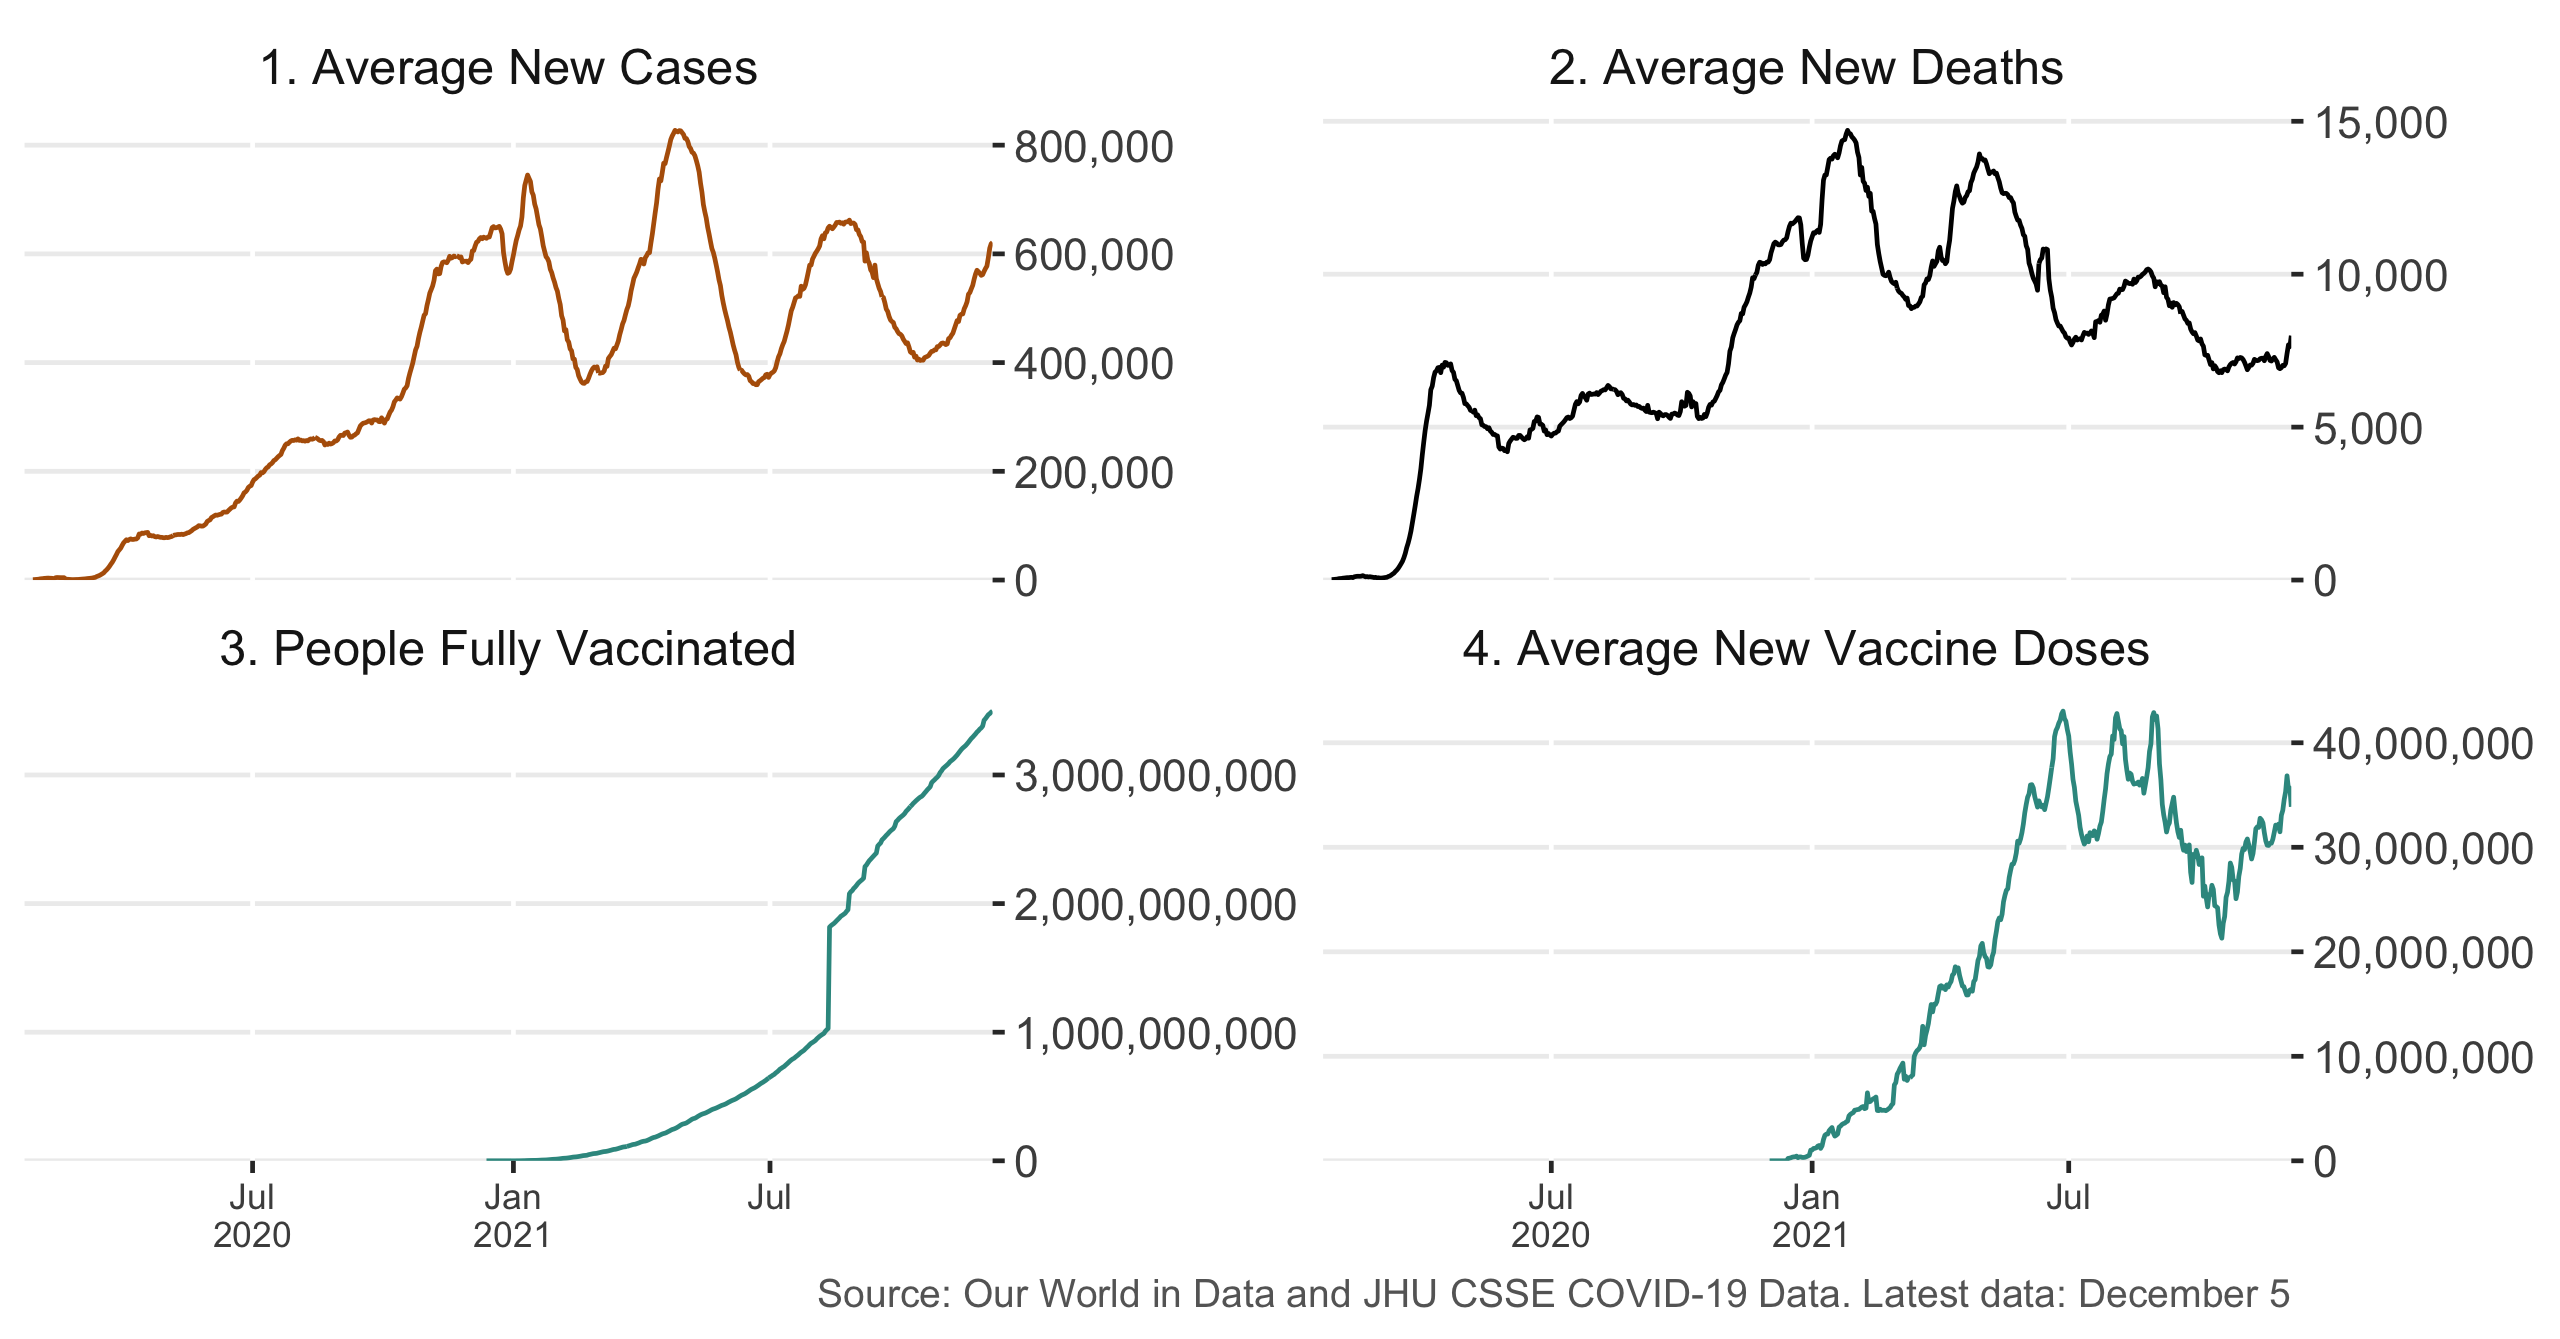 1. Average New Cases
800,000
600,000
400,000
200,000
0
2. Average New Deaths
15,000
10,000
5,000
0
3. People Fully Vaccinated
3,000,000,000
2,000,000,000
1,000,000,000
0
Jul
2020
Jan
2021
Jul
4. Average New Vaccine Doses
40,000,000
30,000,000
20,000,000
10,000,000
0
Jul
2020
Jan
2021
Jul
Source: Our World in Data and JHU CSSE COVID-19 Data. Latest data: December 5